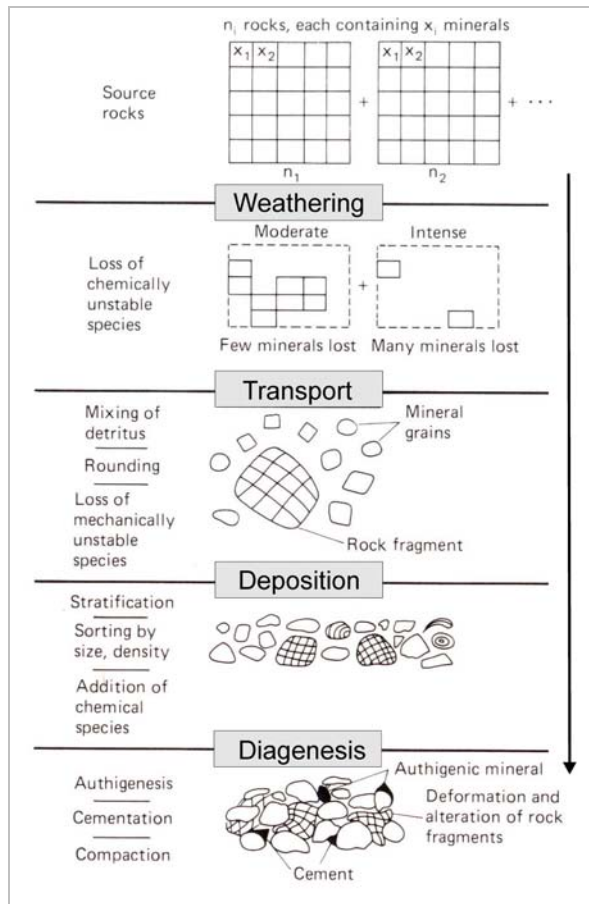 n_i rocks, each containing x_i minerals
x_1 x_2
x_1 x_2
Source
rocks
+
+ ···
n_1
n_2
Weathering
Moderate
Intense
Loss of
chemically
unstable
species
+
Few minerals lost
Many minerals lost
Transport
Mixing of
detritus
Rounding
Loss of
mechanically
unstable
species
Mineral
grains
Rock fragment
Deposition
Stratification
Sorting by
size, density
Addition of
chemical
species
Diagenesis
Authigenesis
Cementation
Compaction
Authigenic mineral
Deformation and
alteration of rock
fragments
Cement